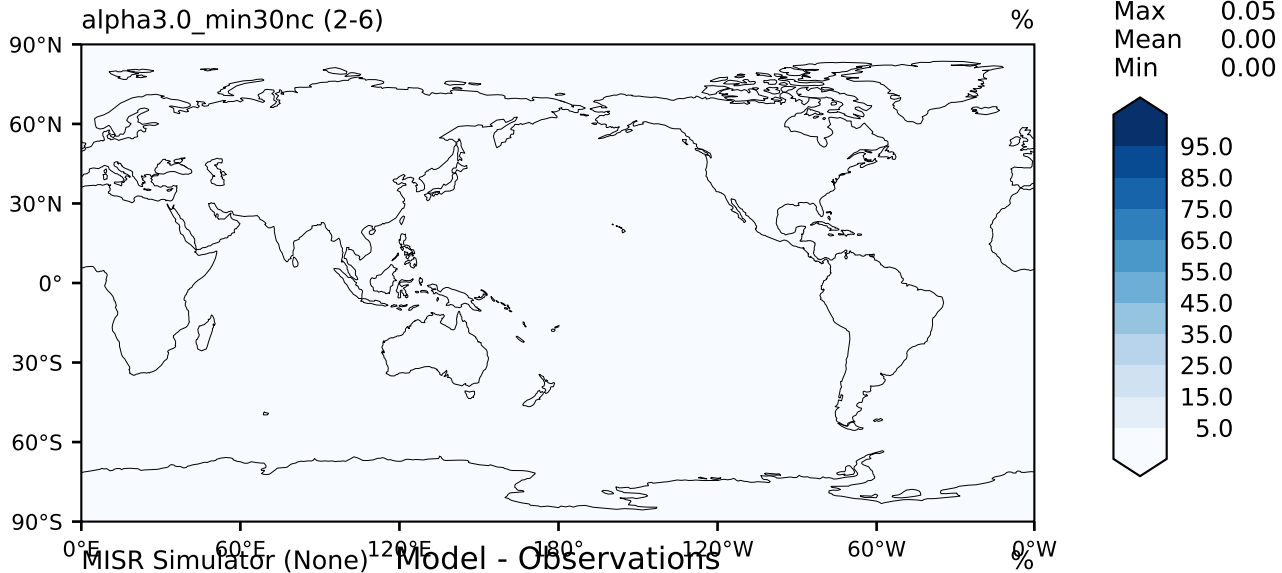 alpha3.0_min30nc (2-6) %
Max 0.05
Mean 0.00
Min 0.00
90°N
60°N
30°N
0°
30°S
60°S
90°S
95.0
85.0
75.0
65.0
55.0
45.0
35.0
25.0
15.0
5.0
0°E 60°E 120°E 180° 120°W 60°W 0°W
MISR Simulator (None) Model - Observations %